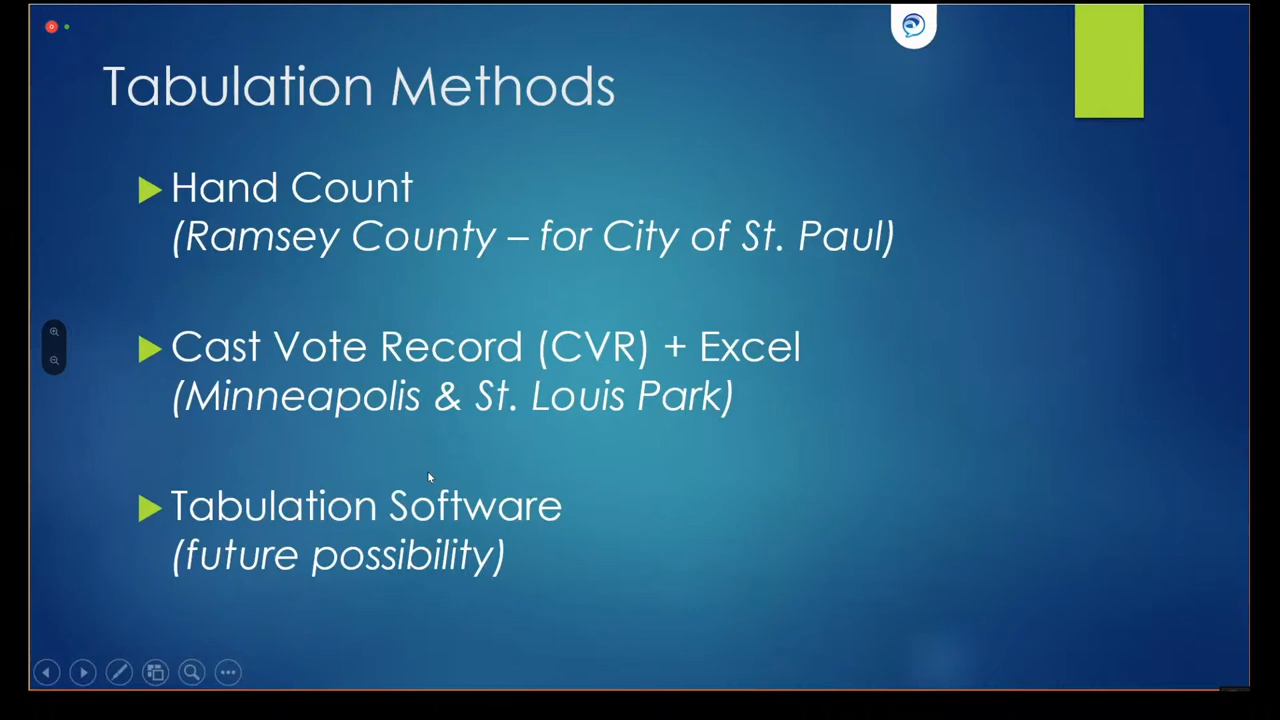 Tabulation Methods
Hand Count
(Ramsey County – for City of St. Paul)
Cast Vote Record (CVR) + Excel
(Minneapolis & St. Louis Park)
Tabulation Software
(future possibility)